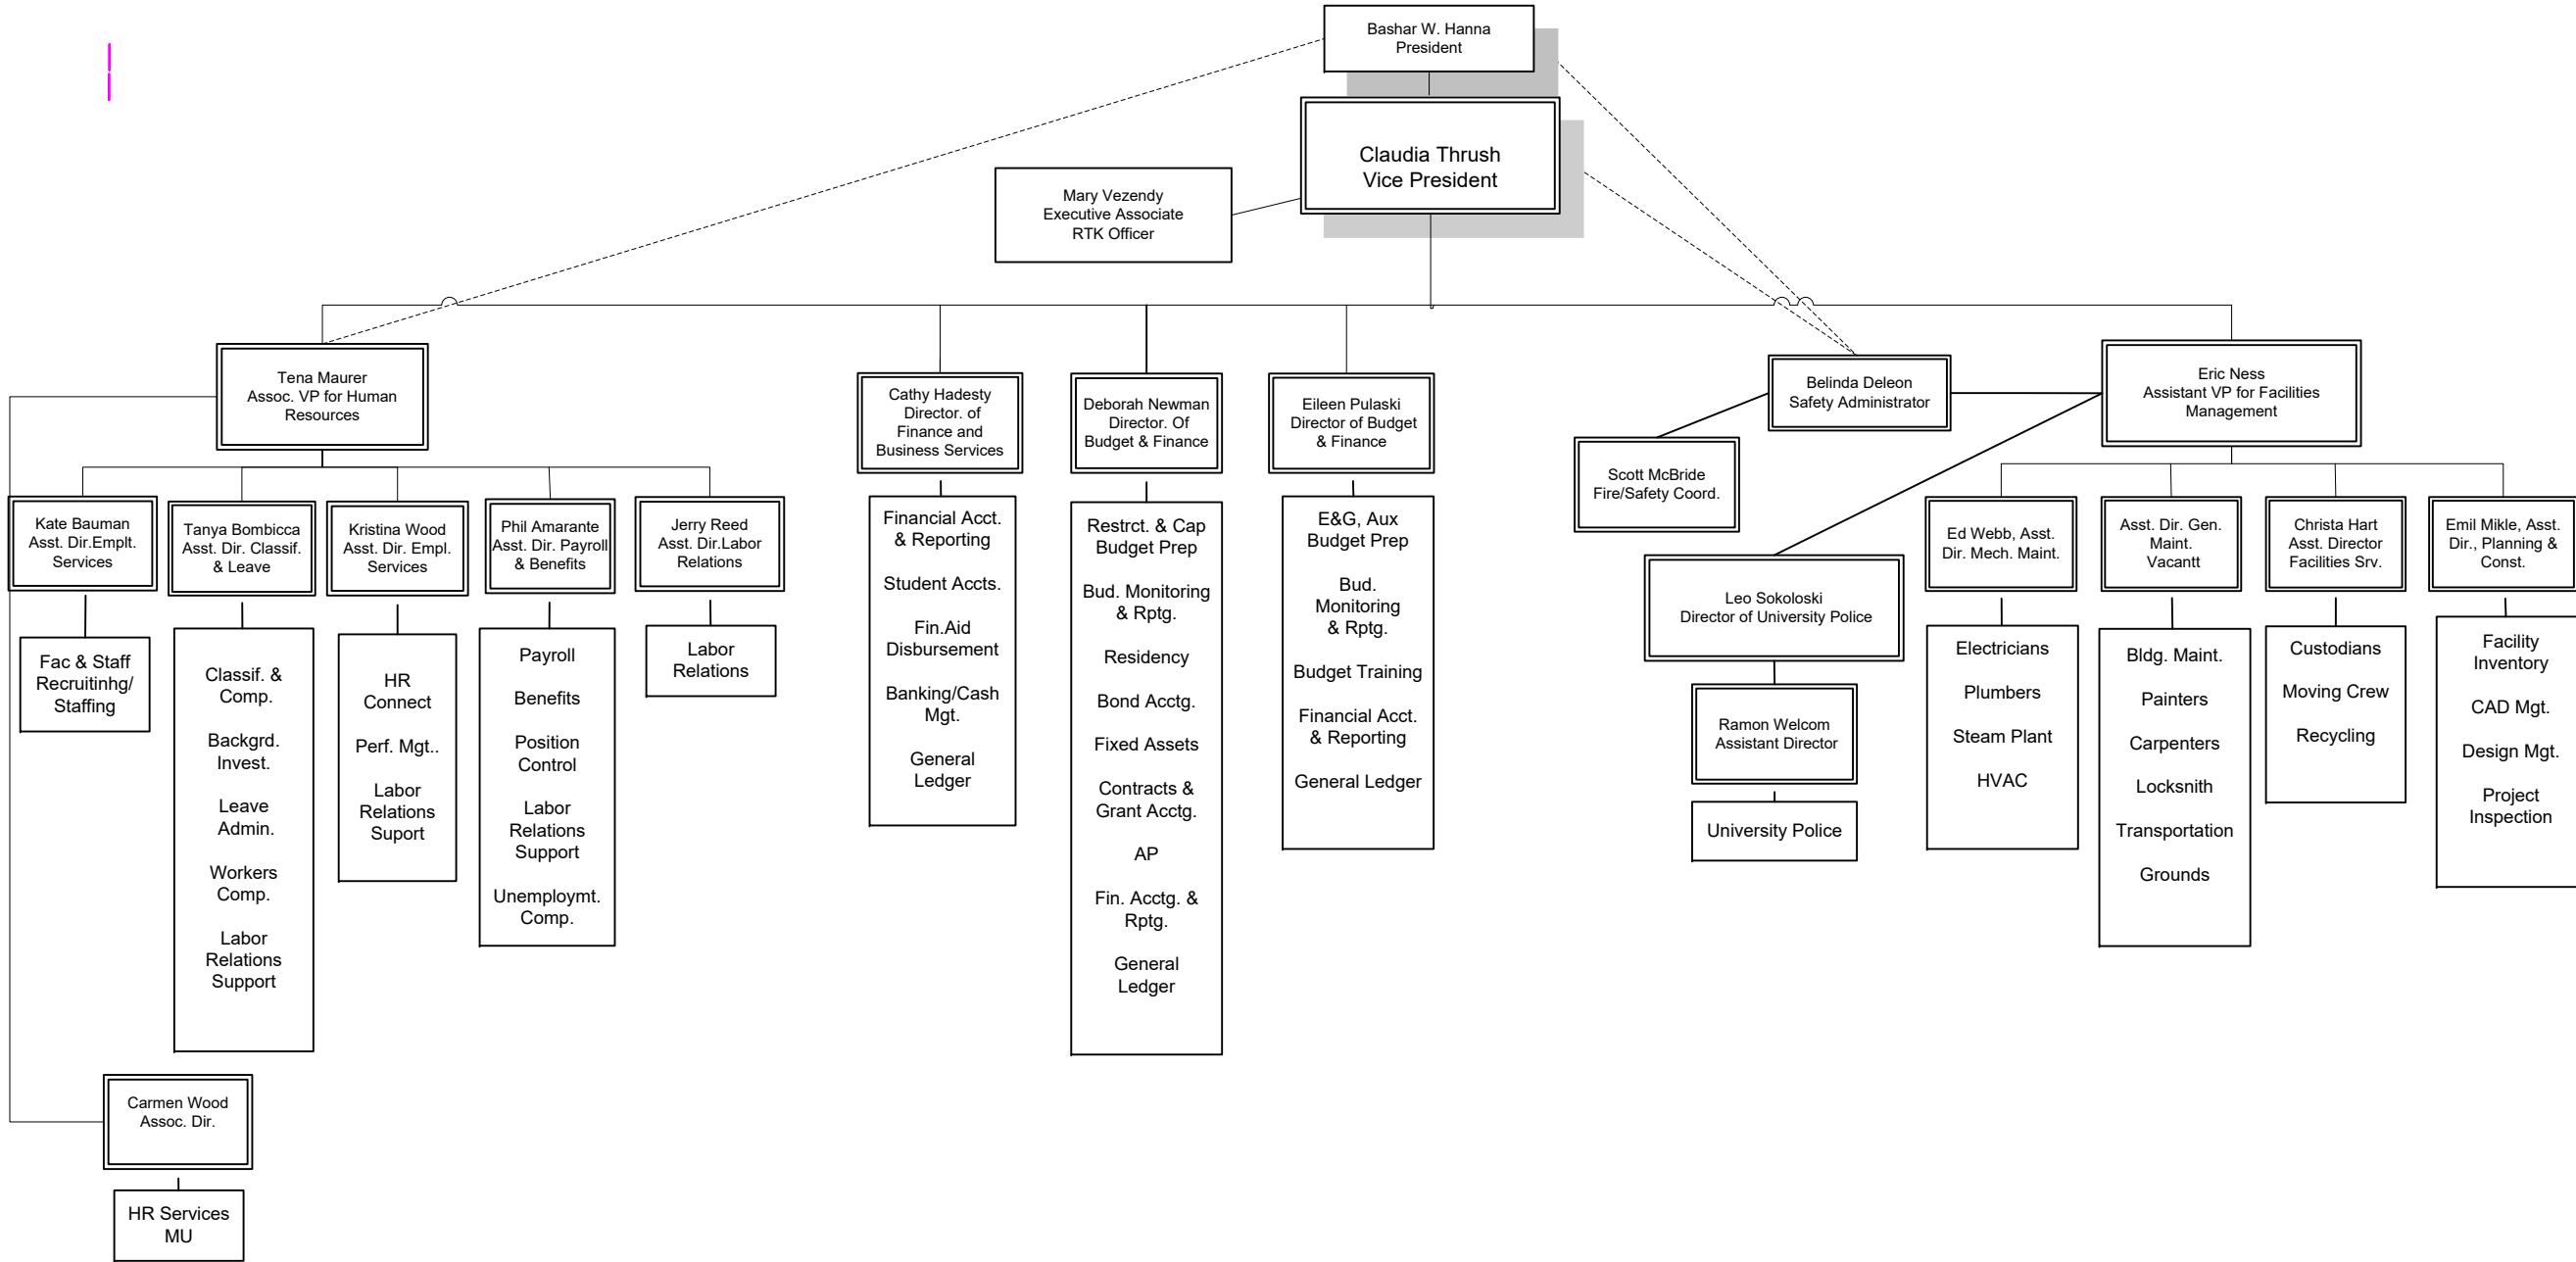 Bashar W. Hanna
President
Claudia Thrush
Vice President
Mary Vezendy
Executive Associate
RTK Officer
Tena Maurer
Assoc. VP for Human
Resources
Cathy Hadesty
Director. of
Finance and
Business Services
Deborah Newman
Director. Of
Budget & Finance
Eileen Pulaski
Director of Budget
& Finance
Belinda Deleon
Safety Administrator
Eric Ness
Assistant VP for Facilities
Management
Scott McBride
Fire/Safety Coord.
Kate Bauman
Asst. Dir.Emplt.
Services
Tanya Bombicca
Asst. Dir. Classif.
& Leave
Kristina Wood
Asst. Dir. Empl.
Services
Phil Amarante
Asst. Dir. Payroll
& Benefits
Jerry Reed
Asst. Dir.Labor
Relations
Ed Webb, Asst.
Dir. Mech. Maint.
Asst. Dir. Gen.
Maint.
Vacantt
Christa Hart
Asst. Director
Facilities Srv.
Emil Mikle, Asst.
Dir., Planning &
Const.
Leo Sokoloski
Director of University Police
Ramon Welcom
Assistant Director
University Police
Fac & Staff
Recruitinhg/
Staffing
Classif. &
Comp.
Backgrd.
Invest.
Leave
Admin.
Workers
Comp.
Labor
Relations
Support
HR
Connect
Perf. Mgt..
Labor
Relations
Suport
Payroll
Benefits
Position
Control
Labor
Relations
Support
Unemploymt.
Comp.
Labor
Relations
Financial Acct.
& Reporting
Student Accts.
Fin.Aid
Disbursement
Banking/Cash
Mgt.
General
Ledger
Restrct. & Cap
Budget Prep
Bud. Monitoring
& Rptg.
Residency
Bond Acctg.
Fixed Assets
Contracts &
Grant Acctg.
AP
Fin. Acctg. &
Rptg.
General
Ledger
E&G, Aux
Budget Prep
Bud.
Monitoring
& Rptg.
Budget Training
Financial Acct.
& Reporting
General Ledger
Electricians
Plumbers
Steam Plant
HVAC
Bldg. Maint.
Painters
Carpenters
Locksnith
Transportation
Grounds
Custodians
Moving Crew
Recycling
Facility
Inventory
CAD Mgt.
Design Mgt.
Project
Inspection
Carmen Wood
Assoc. Dir.
HR Services
MU